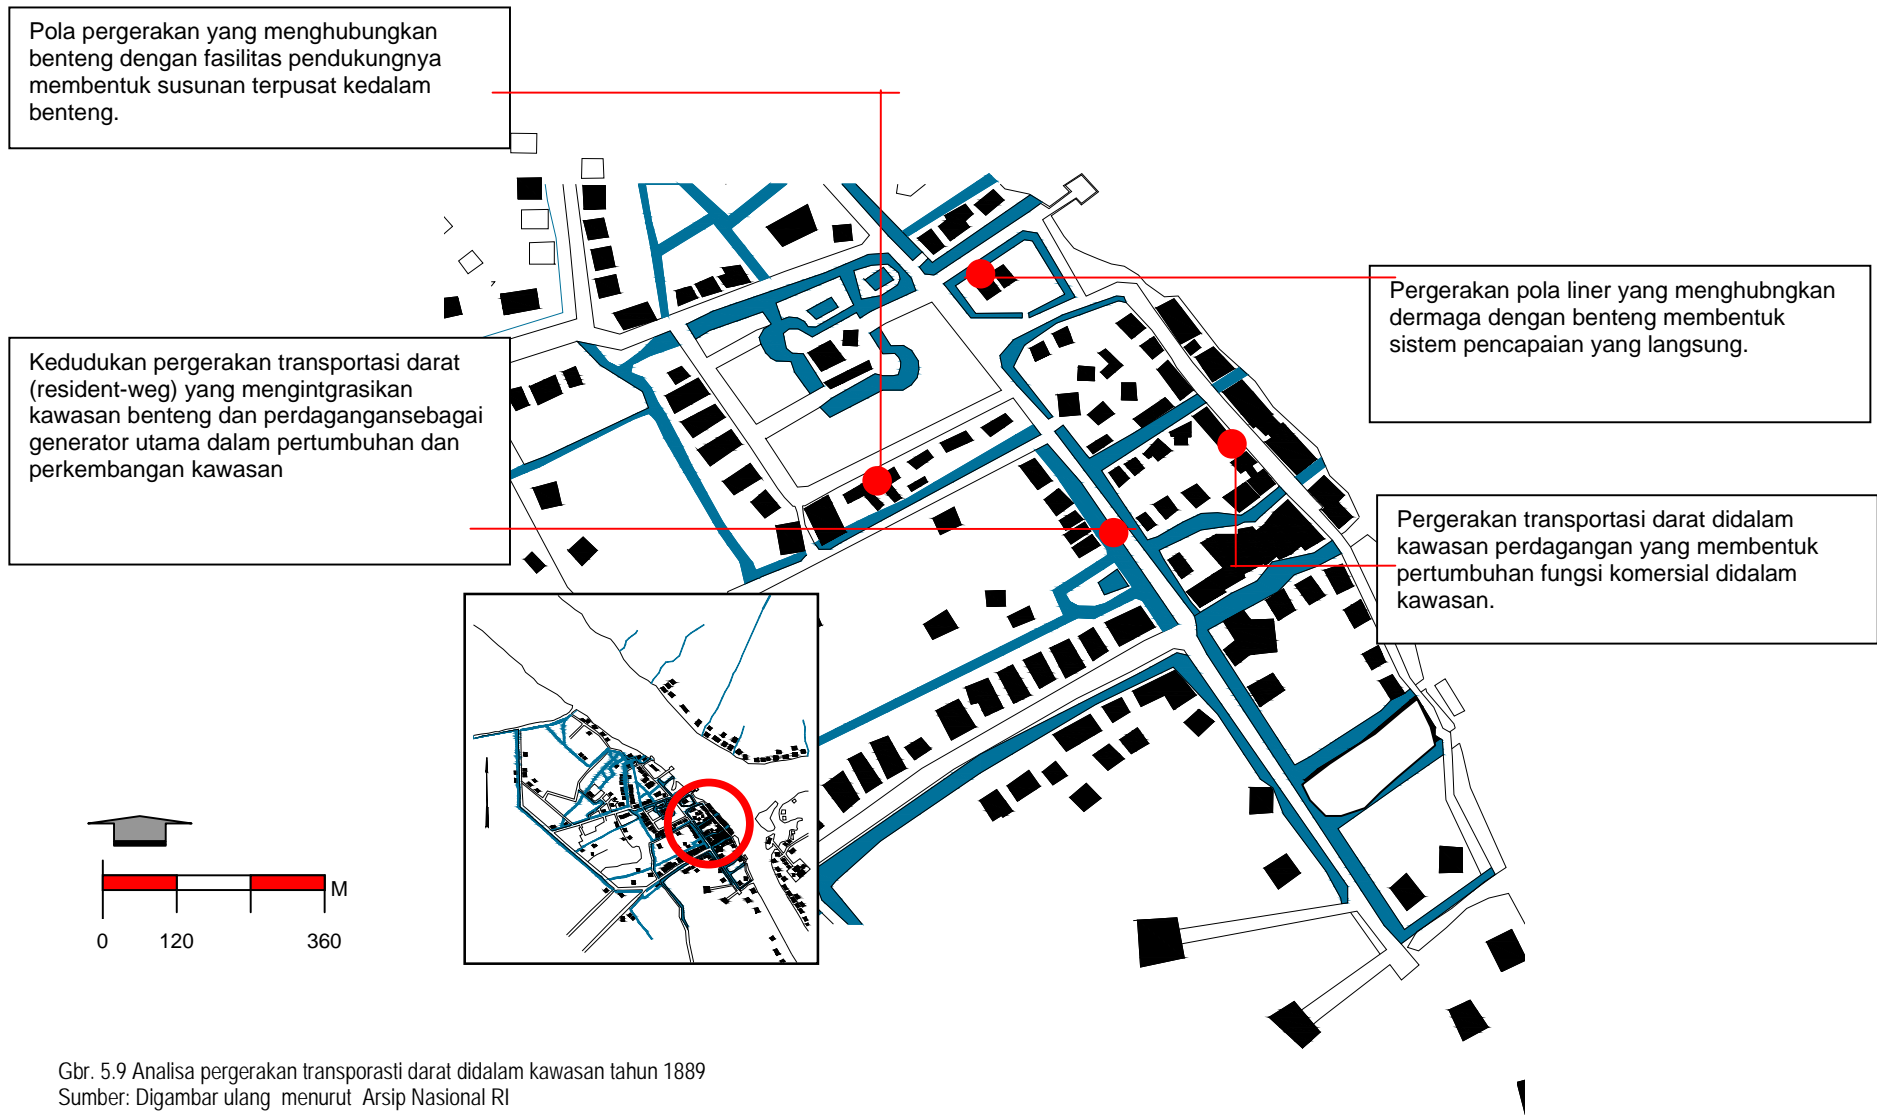 Pola pergerakan yang menghubungkan
benteng dengan fasilitas pendukungnya
membentuk susunan terpusat kedalam
benteng.
Pergerakan pola liner yang menghubngkan
dermaga dengan benteng membentuk
sistem pencapaian yang langsung.
Kedudukan pergerakan transportasi darat
(resident-weg) yang mengintgrasikan
kawasan benteng dan perdagangansebagai
generator utama dalam pertumbuhan dan
perkembangan kawasan
Pergerakan transportasi darat didalam
kawasan perdagangan yang membentuk
pertumbuhan fungsi komersial didalam
kawasan.
M
0 120 360
Gbr. 5.9 Analisa pergerakan transporasti darat didalam kawasan tahun 1889
Sumber: Digambar ulang menurut Arsip Nasional RI